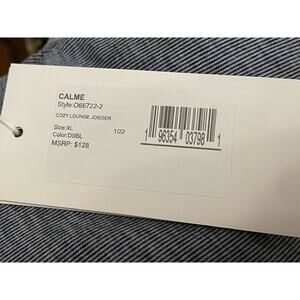 CALME
Style:O66722-2
COZY LOUNGE JOGGER
Size:XL 1/22
Color:DSBL
MSRP: $128
1 96354 03798 1